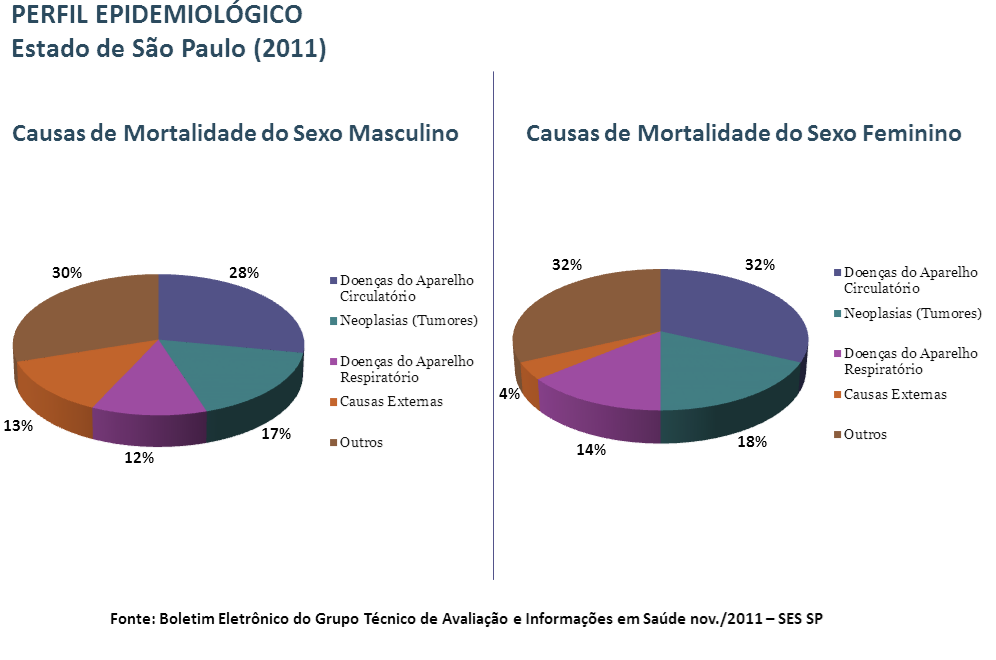 PERFIL EPIDEMIOLÓGICO
Estado de São Paulo (2011)
Causas de Mortalidade do Sexo Masculino
30%
28%
13%
12%
17%
Doenças do Aparelho
Circulatório
Neoplasias (Tumores)
Doenças do Aparelho
Respiratório
Causas Externas
Outros
Causas de Mortalidade do Sexo Feminino
32%
32%
4%
14%
18%
Doenças do Aparelho
Circulatório
Neoplasias (Tumores)
Doenças do Aparelho
Respiratório
Causas Externas
Outros
Fonte: Boletim Eletrônico do Grupo Técnico de Avaliação e Informações em Saúde nov./2011 – SES SP